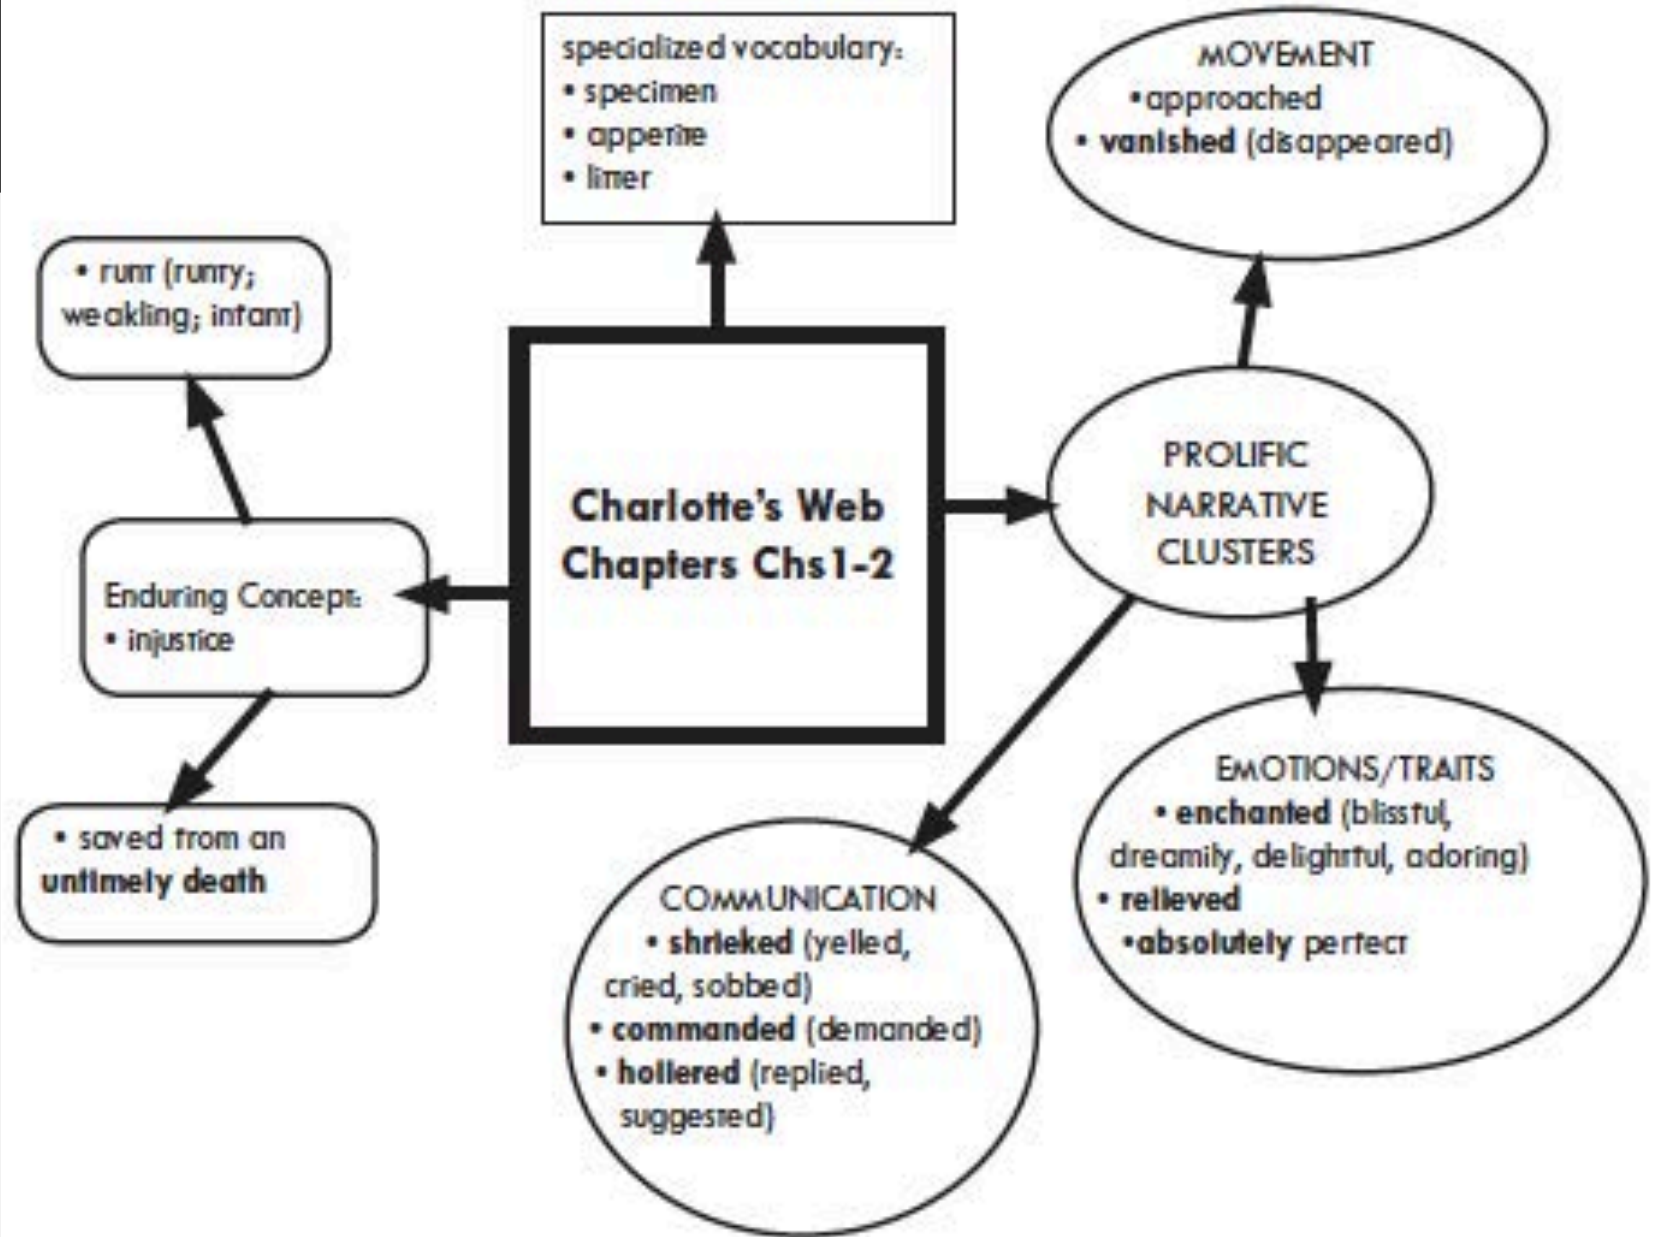 specialized vocabulary:
• specimen
• appetite
• litter
MOVEMENT
•approached
• vanished (disappeared)
• runt (runty;
weakling; infant)
Charlotte's Web
Chapters Chs1-2
PROLIFIC
NARRATIVE
CLUSTERS
Enduring Concept:
• injustice
• saved from an
untimely death
COMMUNICATION
• shrieked (yelled,
cried, sobbed)
• commanded (demanded)
• hollered (replied,
suggested)
EMOTIONS/TRAITS
• enchanted (blissful,
dreamily, delightful, adoring)
• relieved
•absolutely perfect